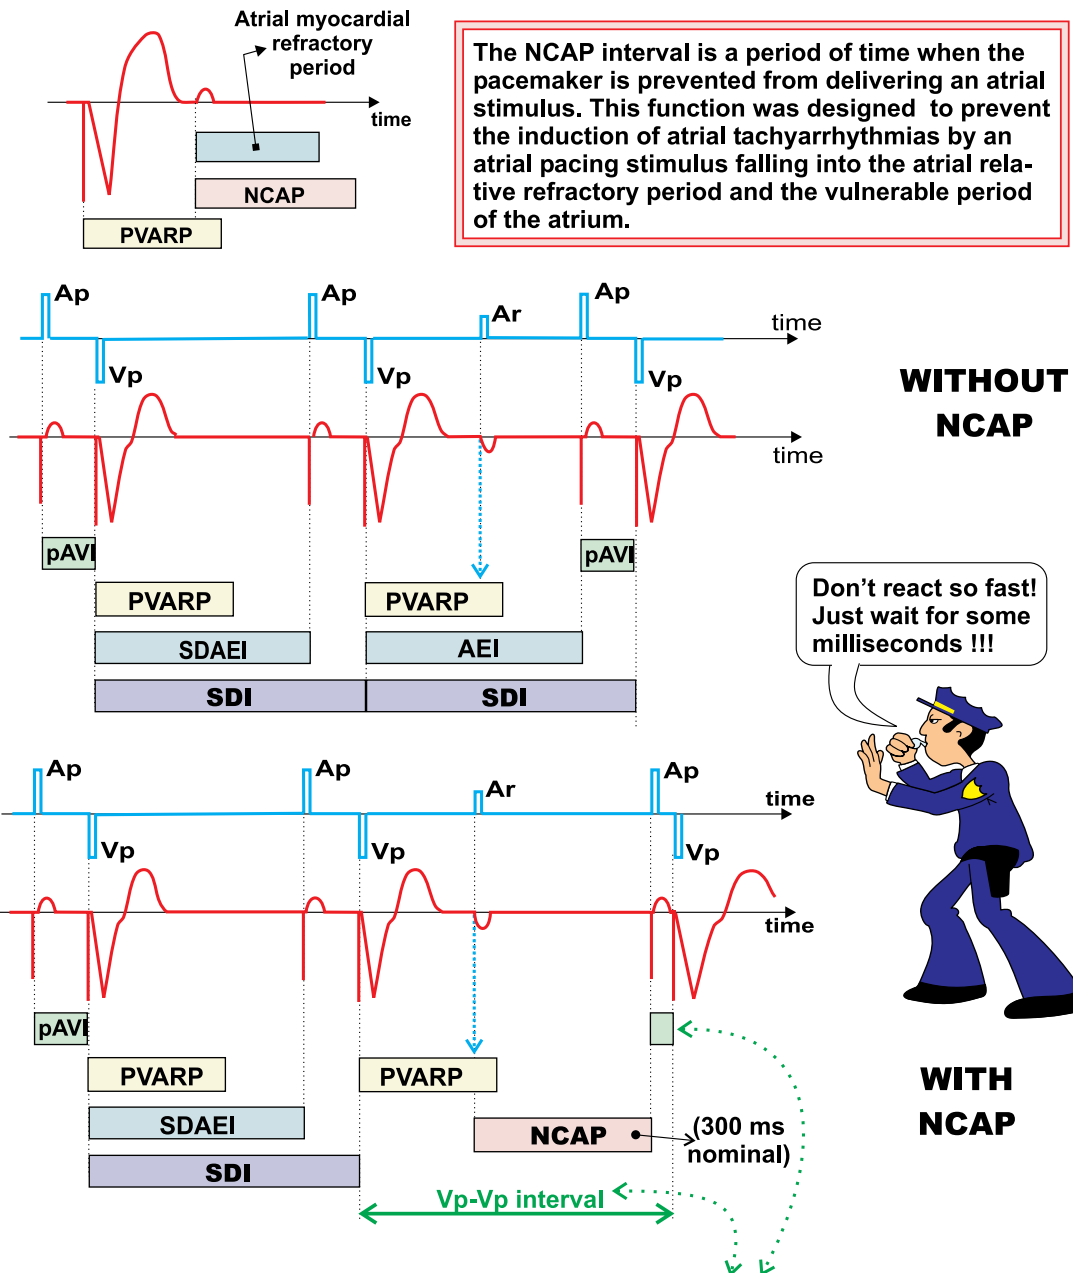 Atrial myocardial
refractory
period
time
NCAP
PVARP
The NCAP interval is a period of time when the
pacemaker is prevented from delivering an atrial
stimulus. This function was designed to prevent
the induction of atrial tachyarrhythmias by an
atrial pacing stimulus falling into the atrial rela-
tive refractory period and the vulnerable period
of the atrium.
Ap
Ap
Ar
Ap
time
Vp
Vp
Vp
time
WITHOUT
NCAP
pAVI
pAVI
PVARP
PVARP
SDAEI
AEI
SDI
SDI
Don't react so fast!
Just wait for some
milliseconds !!!
Ap
Ap
Ar
Ap
time
Vp
Vp
Vp
time
pAVI
PVARP
PVARP
SDAEI
NCAP
(300 ms
nominal)
SDI
Vp-Vp interval
WITH
NCAP